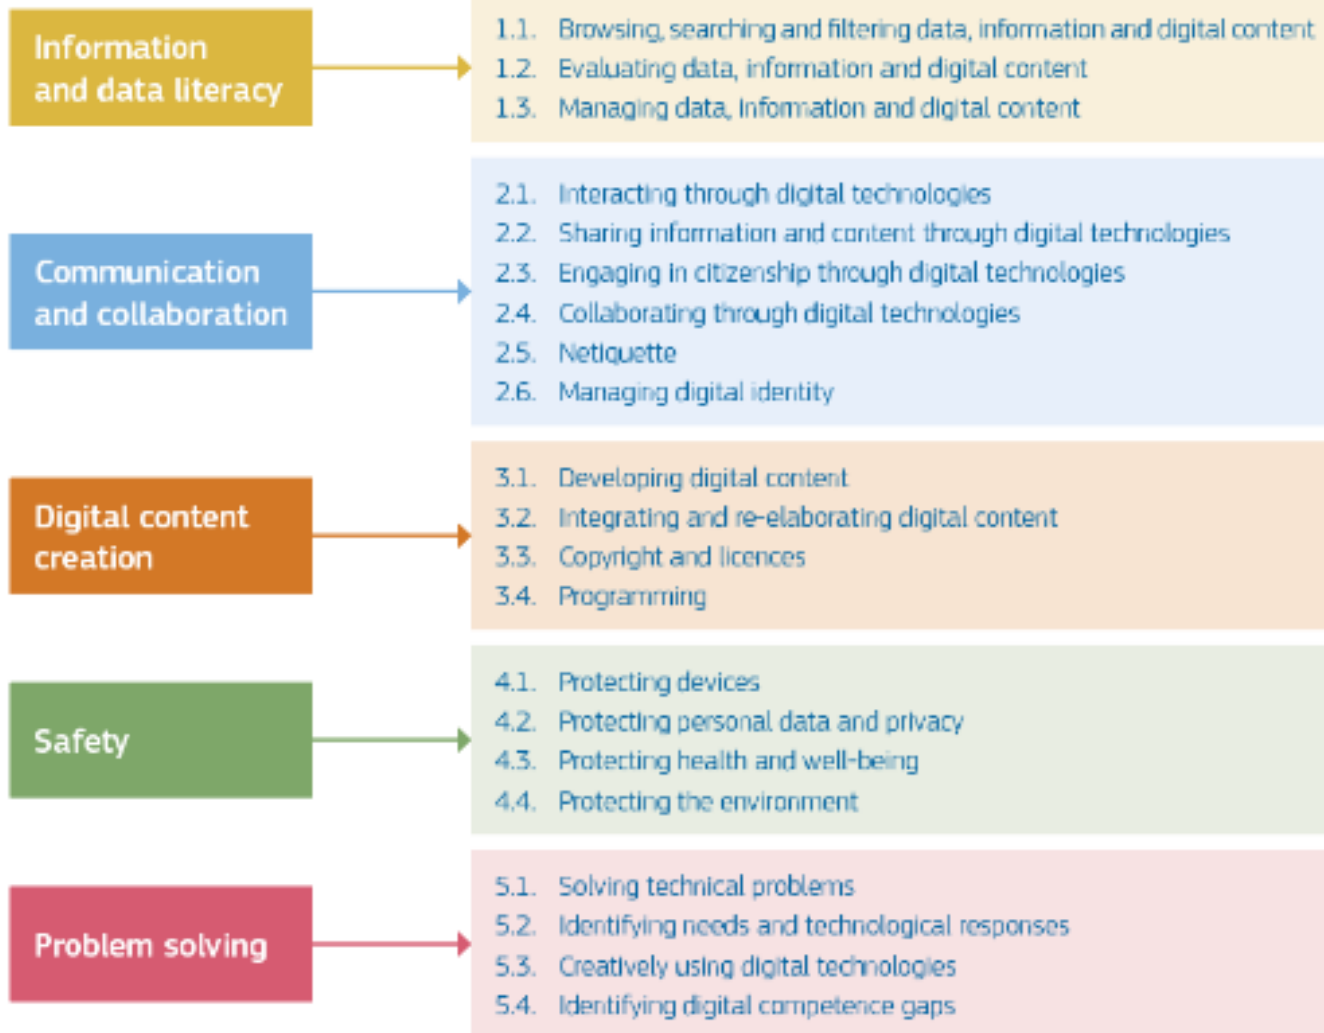 Information
and data literacy
1.1. Browsing, searching and filtering data, information and digital content
1.2. Evaluating data, information and digital content
1.3. Managing data, information and digital content
Communication
and collaboration
2.1. Interacting through digital technologies
2.2. Sharing information and content through digital technologies
2.3. Engaging in citizenship through digital technologies
2.4. Collaborating through digital technologies
2.5. Netiquette
2.6. Managing digital identity
Digital content
creation
3.1. Developing digital content
3.2. Integrating and re-elaborating digital content
3.3. Copyright and licences
3.4. Programming
Safety
4.1. Protecting devices
4.2. Protecting personal data and privacy
4.3. Protecting health and well-being
4.4. Protecting the environment
Problem solving
5.1. Solving technical problems
5.2. Identifying needs and technological responses
5.3. Creatively using digital technologies
5.4. Identifying digital competence gaps